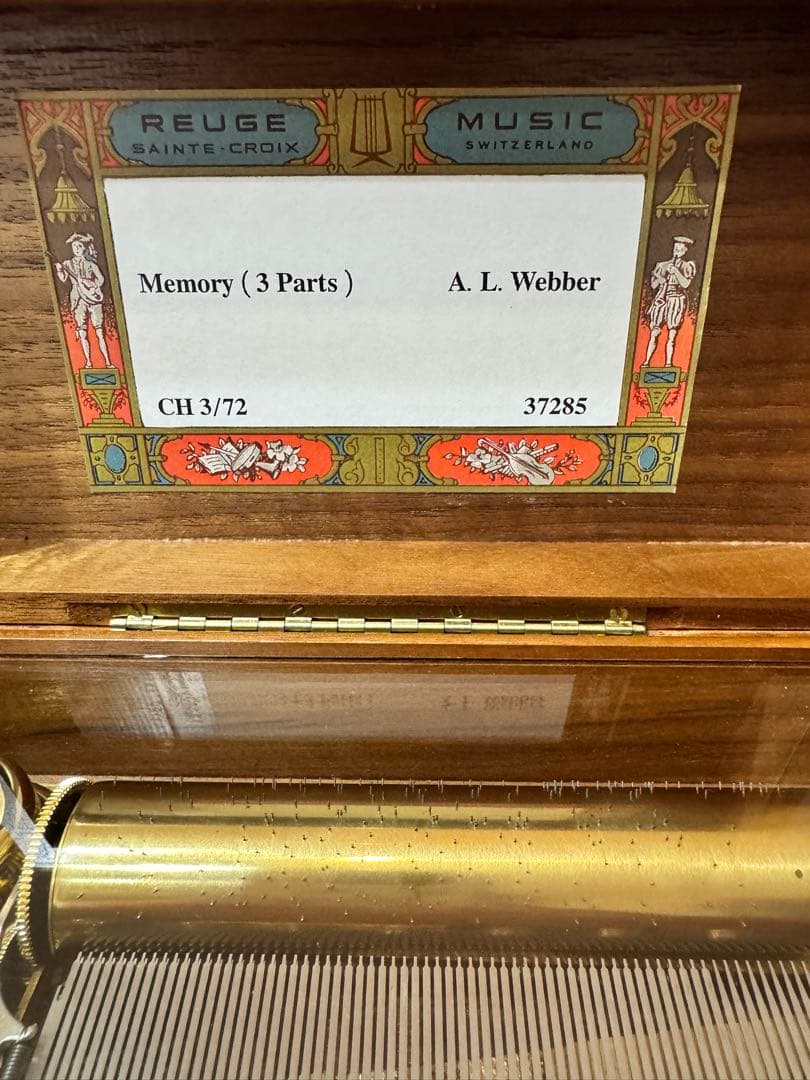 REUGE MUSIC
SAINTE-CROIX SWITZERLAND
Memory ( 3 Parts ) A. L. Webber
CH 3/72 37285